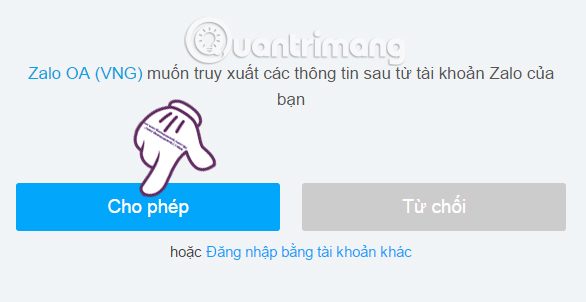 Quantrimang
Zalo OA (VNG) muốn truy xuất các thông tin sau từ tài khoản Zalo của
bạn
Cho phép
Từ chối
hoặc Đăng nhập bằng tài khoản khác